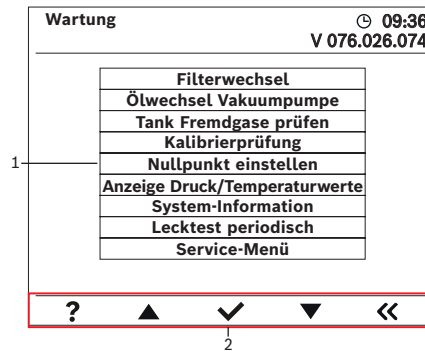 Wartung
09:36
V 076.026.074
Filterwechsel
Ölwechsel Vakuumpumpe
Tank Fremdgase prüfen
Kalibrierprüfung
1
Nullpunkt einstellen
Anzeige Druck/Temperaturwerte
System-Information
Lecktest periodisch
Service-Menü
?
2